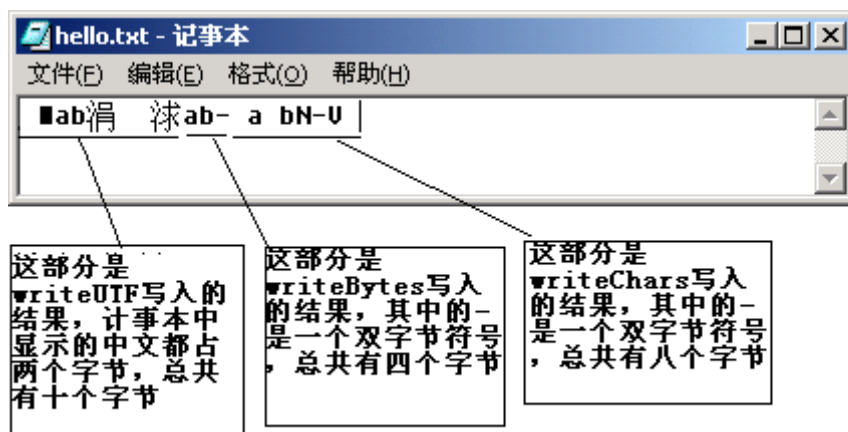 hello.txt - 记事本
文件(F) 编辑(E) 格式(O) 帮助(H)
■ab涓 浗ab- a bN-V
这部分是
writeUTF写入的
结果，计事本中
显示的中文都占
两个字节，总共
有十个字节
这部分是
writeBytes写入
的结果，其中的-
是一个双字节符号
，总共有四个字节
这部分是
writeChars写入
的结果，其中的-
是一个双字节符号
，总共有八个字节